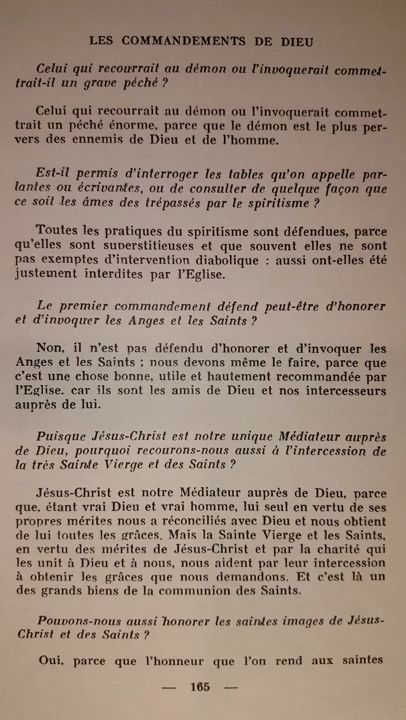 LES COMMANDEMENTS DE DIEU
Celui qui recourrait au démon ou l'invoquerait commet-
trait-il un grave péché ?
Celui qui recourrait au démon ou l'invoquerait commet-
trait un péché énorme, parce que le démon est le plus per-
vers des ennemis de Dieu et de l'homme.
Est-il permis d'interroger les tables qu'on appelle par-
lantes ou écrivantes, ou de consulter de quelque façon que
ce soit les âmes des trépassés par le spiritisme ?
Toutes les pratiques du spiritisme sont défendues, parce
qu'elles sont superstitieuses et que souvent elles ne sont
pas exemptes d'intervention diabolique : aussi ont-elles été
justement interdites par l'Eglise.
Le premier commandement défend peut-être d'honorer
et d'invoquer les Anges et les Saints ?
Non, il n'est pas défendu d'honorer et d'invoquer les
Anges et les Saints ; nous devons même le faire, parce que
c'est une chose bonne, utile et hautement recommandée par
l'Eglise. car ils sont les amis de Dieu et nos intercesseurs
auprès de lui.
Puisque Jésus-Christ est notre unique Médiateur auprès
de Dieu, pourquoi recourons-nous aussi à l'intercession de
la très Sainte Vierge et des Saints ?
Jésus-Christ est notre Médiateur auprès de Dieu, parce
que, étant vrai Dieu et vrai homme, lui seul en vertu de ses
propres mérites nous a réconciliés avec Dieu et nous obtient
de lui toutes les grâces. Mais la Sainte Vierge et les Saints,
en vertu des mérites de Jésus-Christ et par la charité qui
les unit à Dieu et à nous, nous aident par leur intercession
à obtenir les grâces que nous demandons. Et c'est là un
des grands biens de la communion des Saints.
Pouvons-nous aussi honorer les saintes images de Jésus-
Christ et des Saints ?
Oui, parce que l'honneur que l'on rend aux saintes
— 165 —